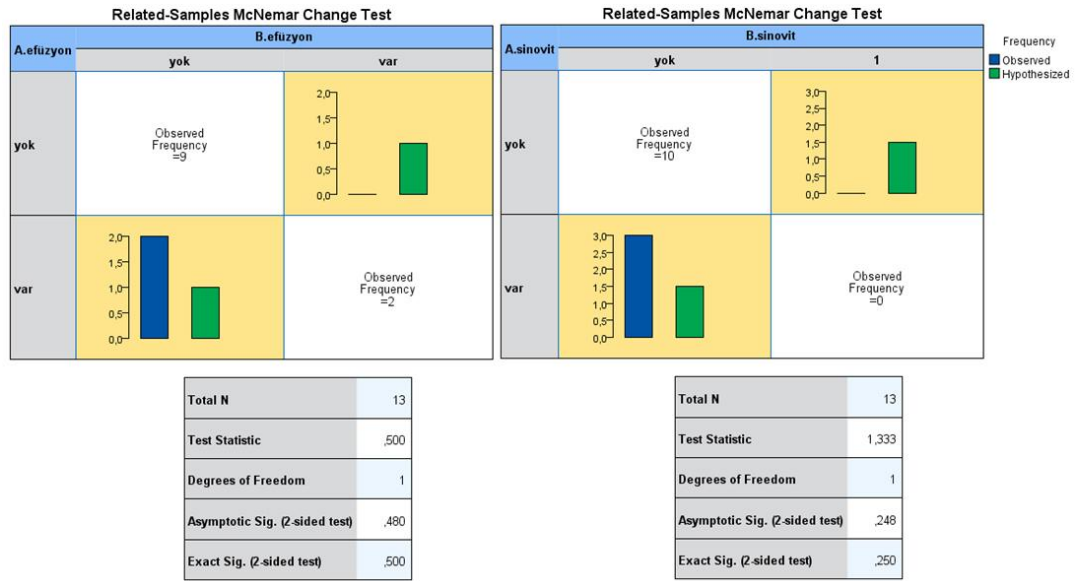 Related-Samples McNemar Change Test
A.efüzyon
B.efüzyon
yok
var
yok
Observed
Frequency
=9
2,0
1,5
1,0
0,5
0,0
var
2,0
1,5
1,0
0,5
0,0
Observed
Frequency
=2
Total N 13
Test Statistic ,500
Degrees of Freedom 1
Asymptotic Sig. (2-sided test) ,480
Exact Sig. (2-sided test) ,500
Related-Samples McNemar Change Test
A.sinovit
B.sinovit
yok
1
yok
Observed
Frequency
=10
3,0
2,5
2,0
1,5
1,0
0,5
0,0
var
3,0
2,5
2,0
1,5
1,0
0,5
0,0
Observed
Frequency
=0
Frequency
Observed
Hypothesized
Total N 13
Test Statistic 1,333
Degrees of Freedom 1
Asymptotic Sig. (2-sided test) ,248
Exact Sig. (2-sided test) ,250